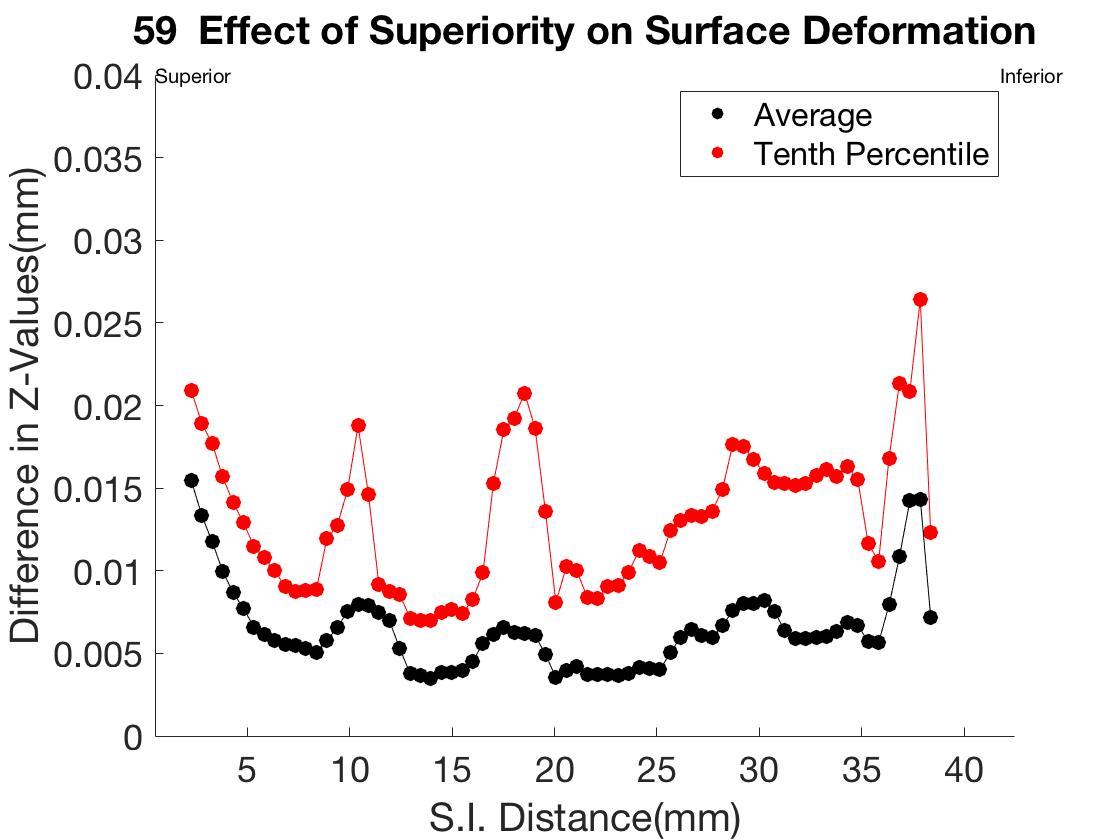 59  Effect of Superiority on Surface Deformation
Superior
Inferior
Average
Tenth Percentile
Difference in Z-Values(mm)
0.04
0.035
0.03
0.025
0.02
0.015
0.01
0.005
0
5 10 15 20 25 30 35 40
S.I. Distance(mm)